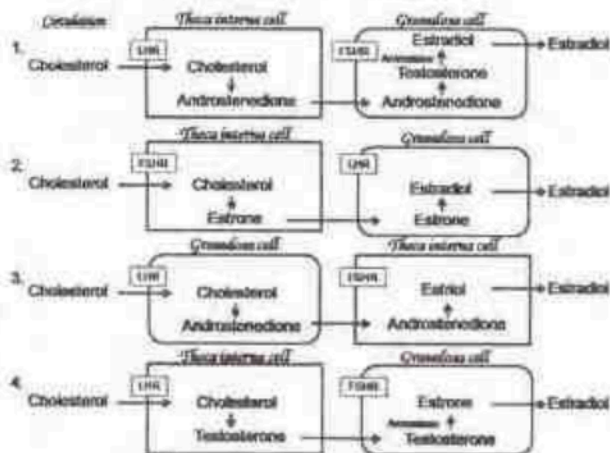 Circulation Theca interna cell Granulosa cell
1. LHR FSHR Estradiol Estradiol
Aromatase
Cholesterol Cholesterol Testosterone
Androstenedione Androstenedione
Theca interna cell Granulosa cell
2. FSHR LHR
Cholesterol Cholesterol Estradiol Estradiol
Estrone Estrone
Granulosa cell Theca interna cell
3. LHR FSHR
Cholesterol Cholesterol Estriol Estradiol
Androstenedione Androstenedione
Theca interna cell Granulosa cell
4. LHR FSHR
Cholesterol Cholesterol Estrone Estradiol
Aromatase
Testosterone Testosterone